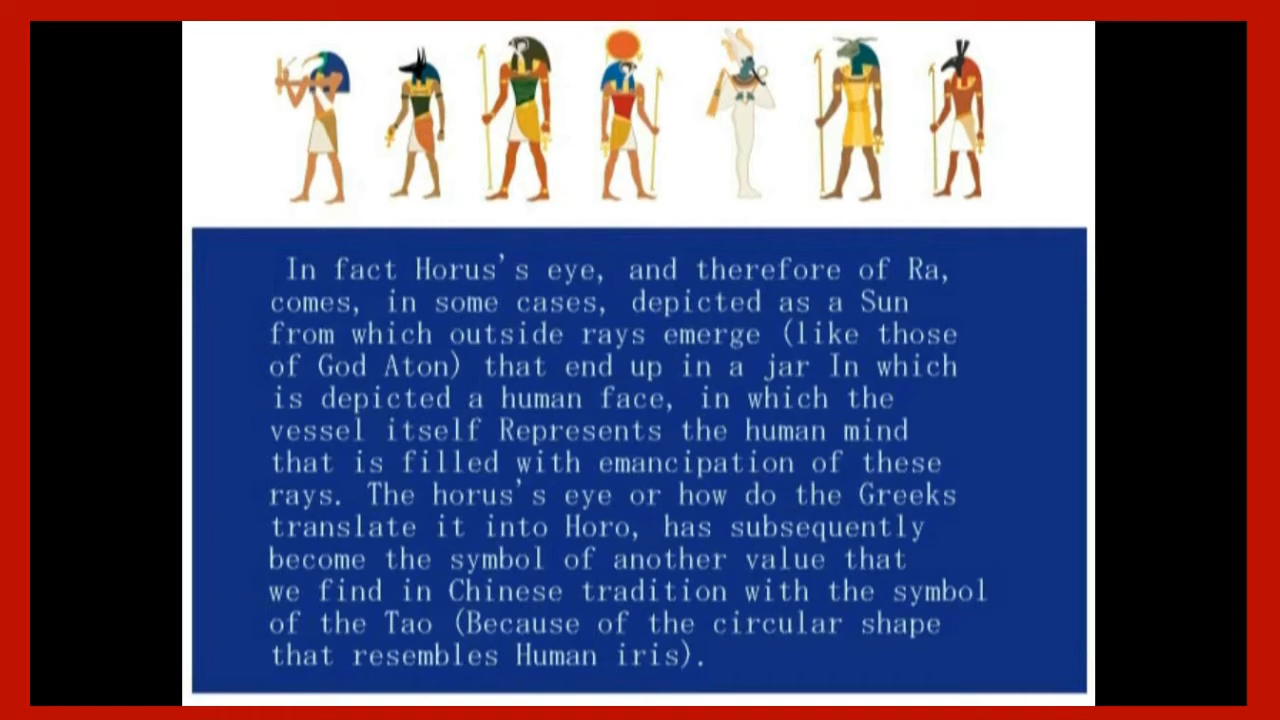 In fact Horus's eye, and therefore of Ra,
comes, in some cases, depicted as a Sun
from which outside rays emerge (like those
of God Aton) that end up in a jar In which
is depicted a human face, in which the
vessel itself Represents the human mind
that is filled with emancipation of these
rays. The horus's eye or how do the Greeks
translate it into Horo, has subsequently
become the symbol of another value that
we find in Chinese tradition with the symbol
of the Tao (Because of the circular shape
that resembles Human iris).